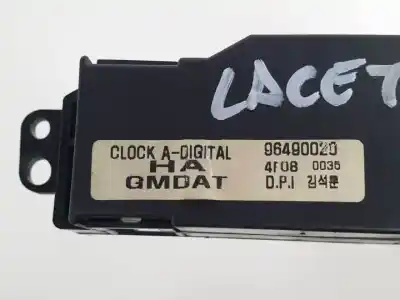 LACET
CLOCK A-DIGITAL 96490020
HA 4F08 0035
GMDAT D.P.I 김석훈